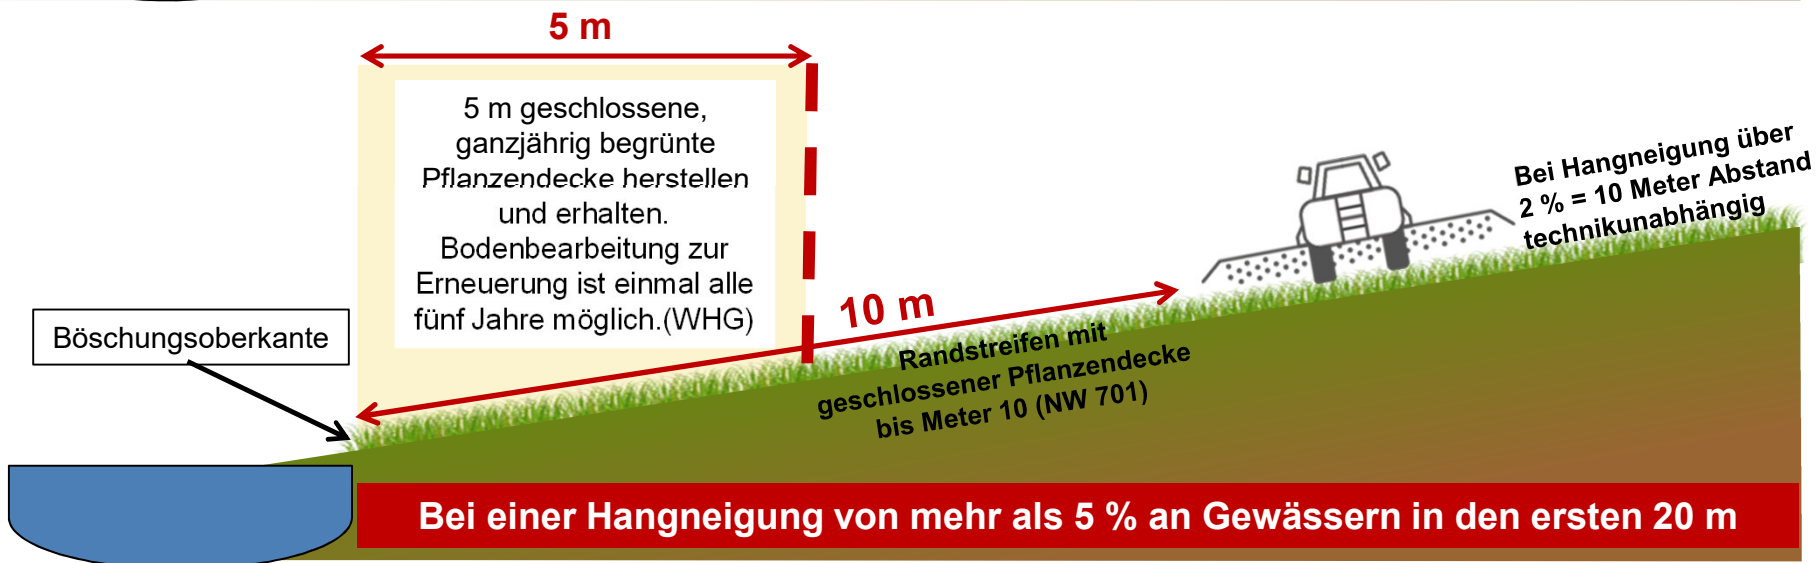 5 m
5 m geschlossene,
ganzjährig begrünte
Pflanzendecke herstellen
und erhalten.
Bodenbearbeitung zur
Erneuerung ist einmal alle
fünf Jahre möglich.(WHG)
Bei Hangneigung über
2 % = 10 Meter Abstand
technikunabhängig
Böschungsoberkante
10 m
Randstreifen mit
geschlossener Pflanzendecke
bis Meter 10 (NW 701)
Bei einer Hangneigung von mehr als 5 % an Gewässern in den ersten 20 m